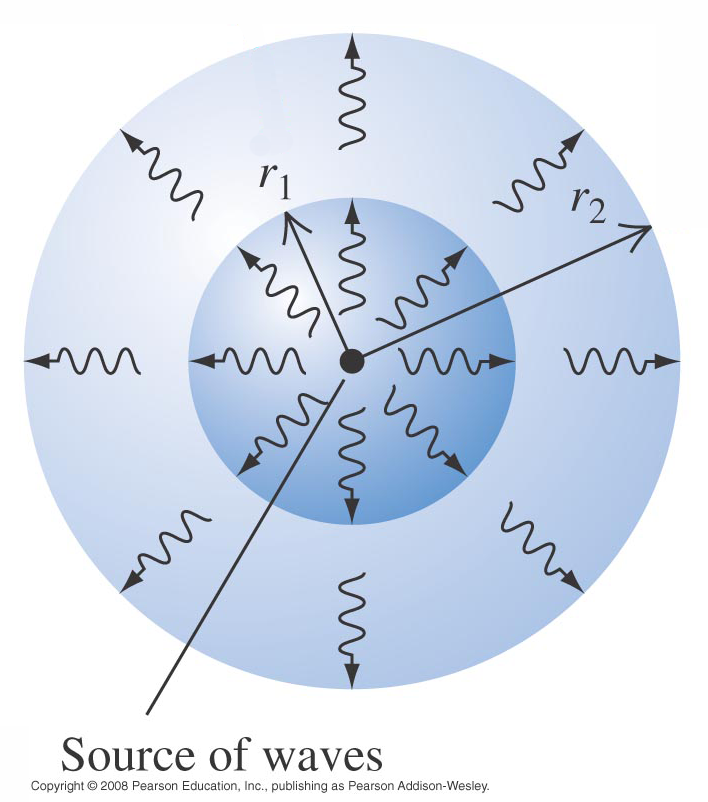 r1
r2
Source of waves
Copyright © 2008 Pearson Education, Inc., publishing as Pearson Addison-Wesley.